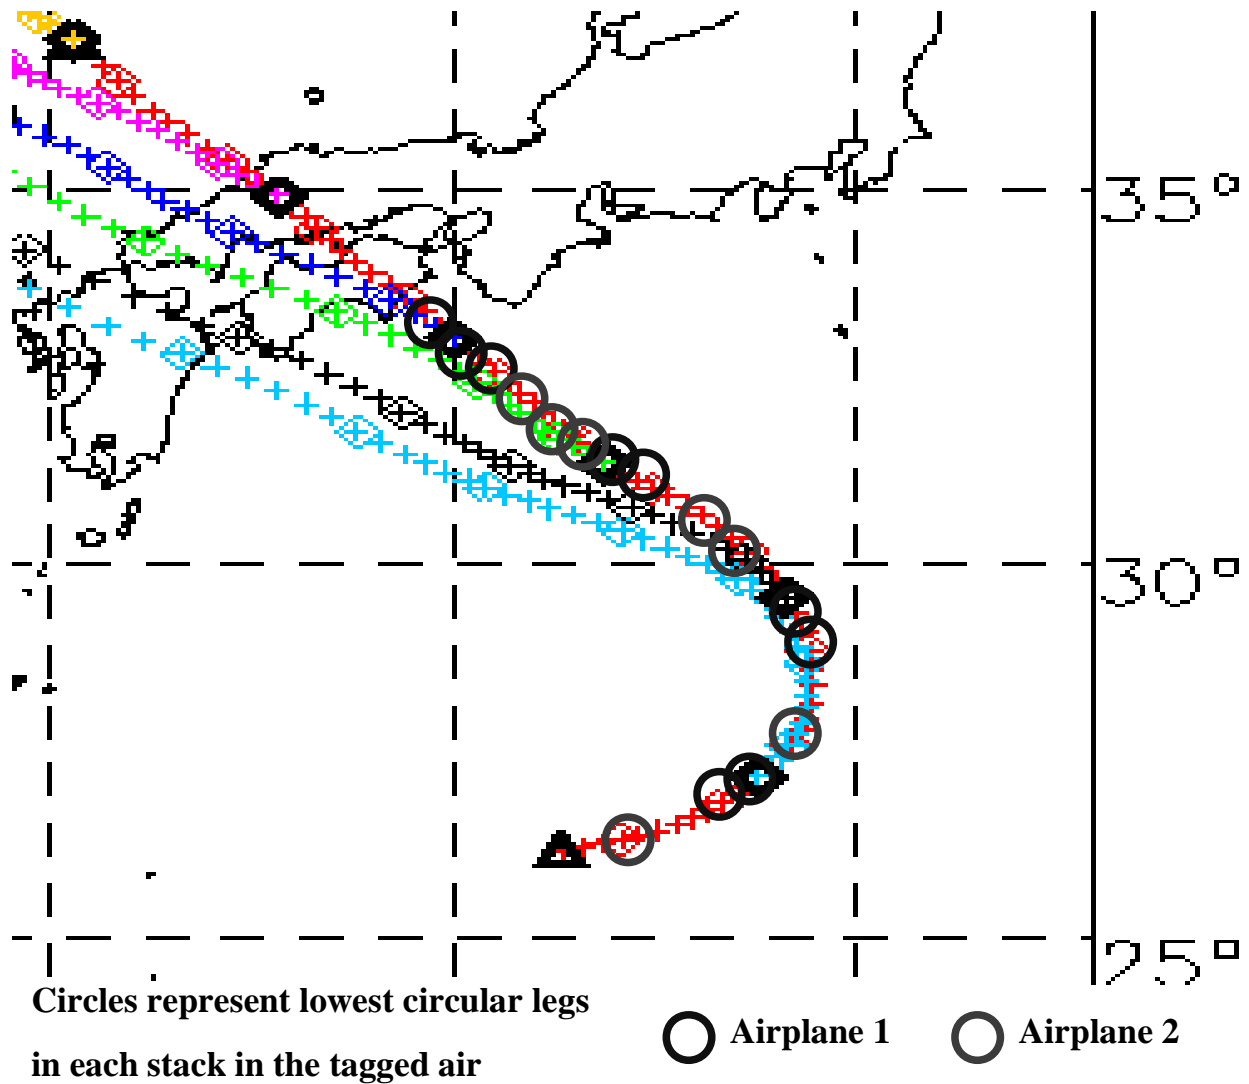 35°
30°
25°
Circles represent lowest circular legs
in each stack in the tagged air
Airplane 1
Airplane 2